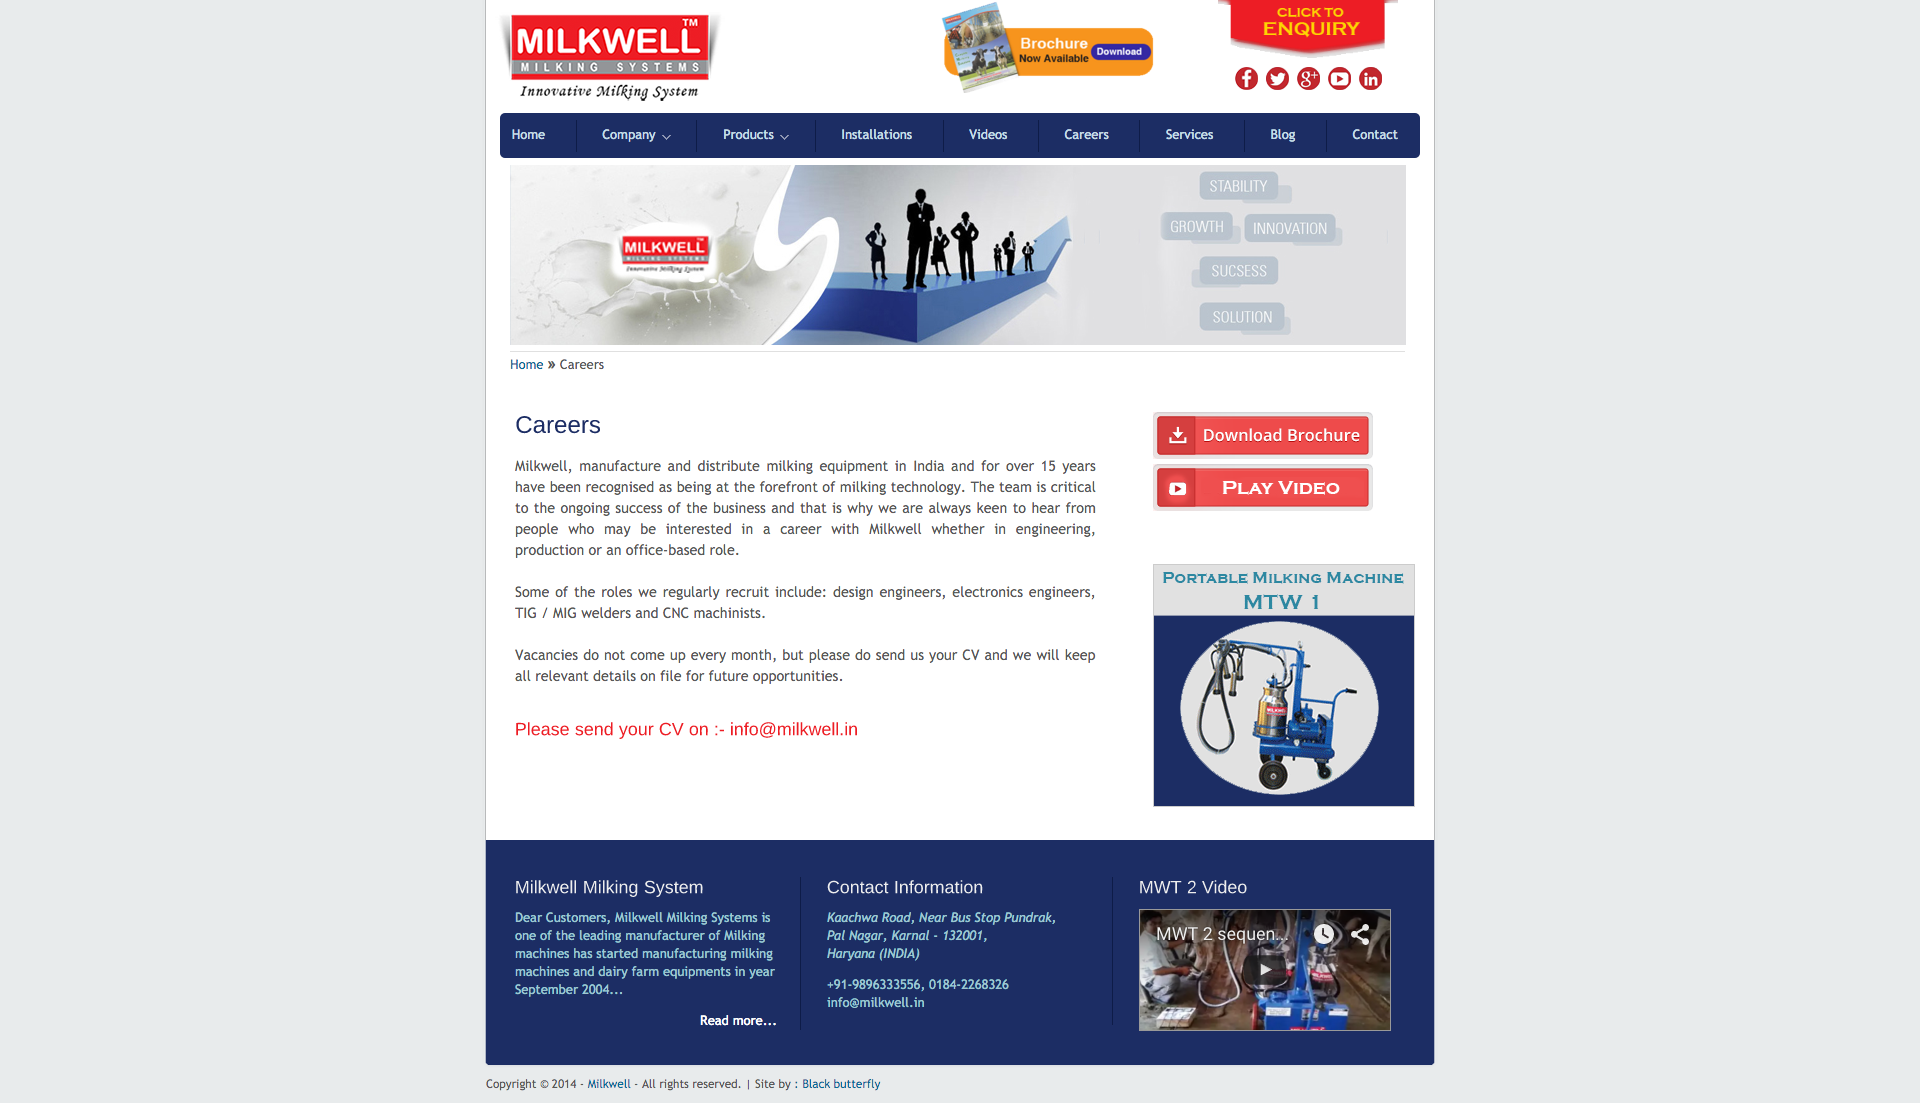 MILKWELL™
MILKING SYSTEMS
Innovative Milking System
Brochure
Now Available
Download
CLICK TO
ENQUIRY
Home
Company
Products
Installations
Videos
Careers
Services
Blog
Contact
MILKWELL™
MILKING SYSTEMS
Innovative Milking System
STABILITY
GROWTH
INNOVATION
SUCSESS
SOLUTION
Home » Careers
Careers
Milkwell, manufacture and distribute milking equipment in India and for over 15 years
have been recognised as being at the forefront of milking technology. The team is critical
to the ongoing success of the business and that is why we are always keen to hear from
people who may be interested in a career with Milkwell whether in engineering,
production or an office-based role.
Some of the roles we regularly recruit include: design engineers, electronics engineers,
TIG / MIG welders and CNC machinists.
Vacancies do not come up every month, but please do send us your CV and we will keep
all relevant details on file for future opportunities.
Please send your CV on :- info@milkwell.in
Download Brochure
PLAY VIDEO
PORTABLE MILKING MACHINE
MTW 1
MILKWELL
Milkwell Milking System
Dear Customers, Milkwell Milking Systems is
one of the leading manufacturer of Milking
machines has started manufacturing milking
machines and dairy farm equipments in year
September 2004...
Read more...
Contact Information
Kaachwa Road, Near Bus Stop Pundrak,
Pal Nagar, Karnal - 132001,
Haryana (INDIA)
+91-9896333556, 0184-2268326
info@milkwell.in
MWT 2 Video
MWT 2 sequen...
Copyright © 2014 - Milkwell - All rights reserved. | Site by : Black butterfly